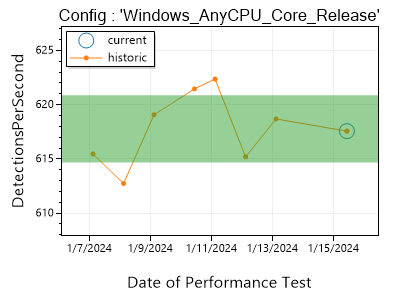 Config : 'Windows_AnyCPU_Core_Release'
current
historic
DetectionsPerSecond
625
620
615
610
1/7/2024
1/9/2024
1/11/2024
1/13/2024
1/15/2024
Date of Performance Test